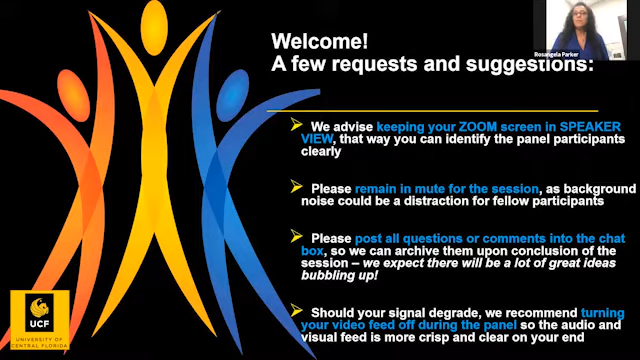 Welcome!
A few requests and suggestions:
Rosangela Parker
We advise keeping your ZOOM screen in SPEAKER
VIEW, that way you can identify the panel participants
clearly
Please remain in mute for the session, as background
noise could be a distraction for fellow participants
Please post all questions or comments into the chat
box, so we can archive them upon conclusion of the
session – we expect there will be a lot of great ideas
bubbling up!
Should your signal degrade, we recommend turning
your video feed off during the panel so the audio and
visual feed is more crisp and clear on your end
UCF
UNIVERSITY OF
CENTRAL FLORIDA